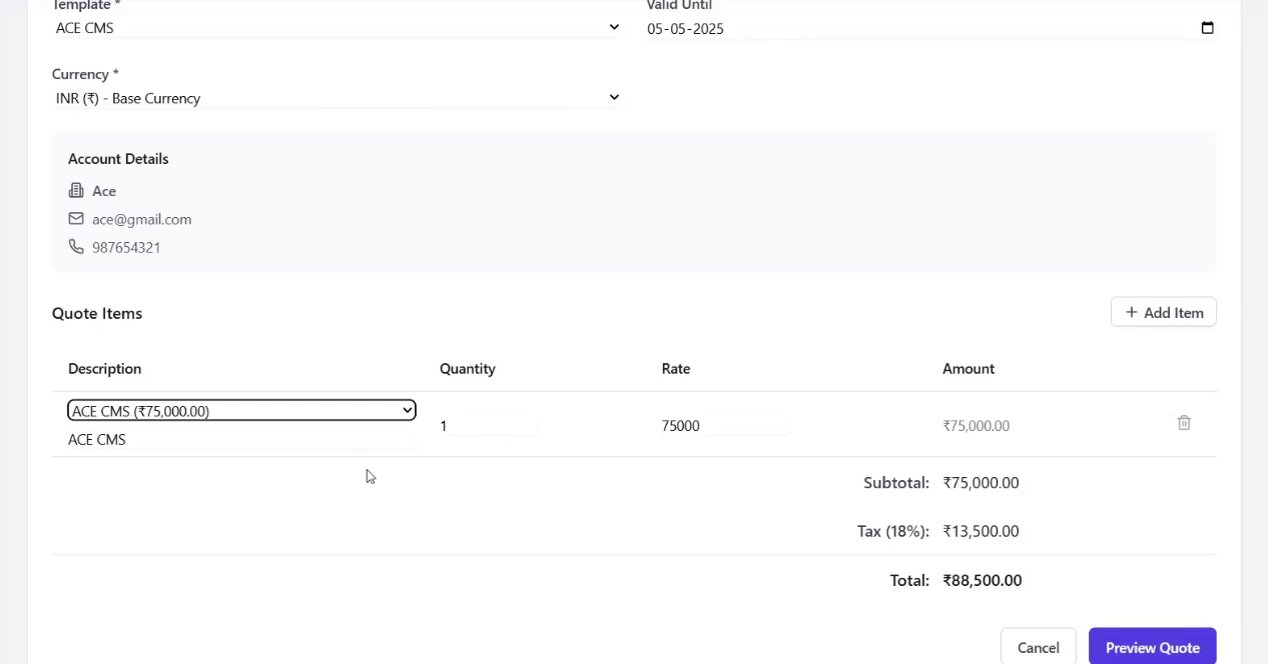 Template * Valid Until
ACE CMS 05-05-2025
Currency *
INR (₹) - Base Currency
Account Details
Ace
ace@gmail.com
987654321
Quote Items + Add Item
Description Quantity Rate Amount
ACE CMS (₹75,000.00)
1 75000 ₹75,000.00
ACE CMS
Subtotal: ₹75,000.00
Tax (18%): ₹13,500.00
Total: ₹88,500.00
Cancel Preview Quote